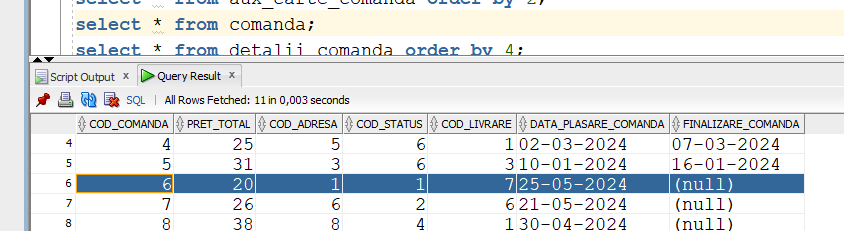 select * from aux_carte_comanda order by 2;
select * from comanda;
select * from detalii_comanda order by 4;
Script Output x Query Result x
SQL | All Rows Fetched: 11 in 0,003 seconds
COD_COMANDA PRET_TOTAL COD_ADRESA COD_STATUS COD_LIVRARE DATA_PLASARE_COMANDA FINALIZARE_COMANDA
4 4 25 5 6 1 02-03-2024 07-03-2024
5 5 31 3 6 3 10-01-2024 16-01-2024
6 6 20 1 1 7 25-05-2024 (null)
7 7 26 6 2 6 21-05-2024 (null)
8 8 38 8 4 1 30-04-2024 (null)